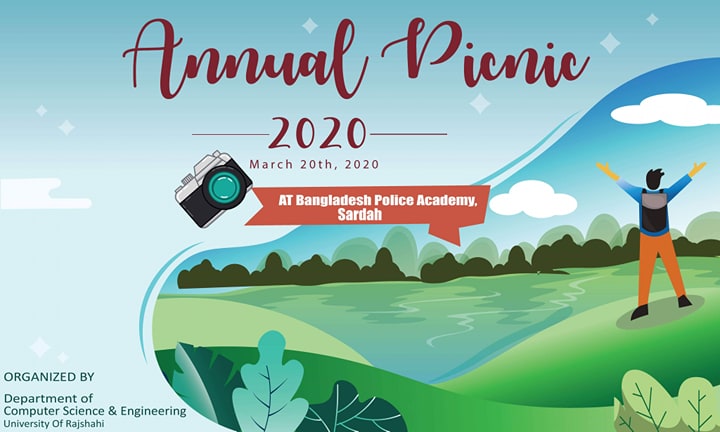 Annual Picnic
2020
March 20th, 2020
AT Bangladesh Police Academy,
Sardah
ORGANIZED BY
Department of
Computer Science & Engineering
University Of Rajshahi